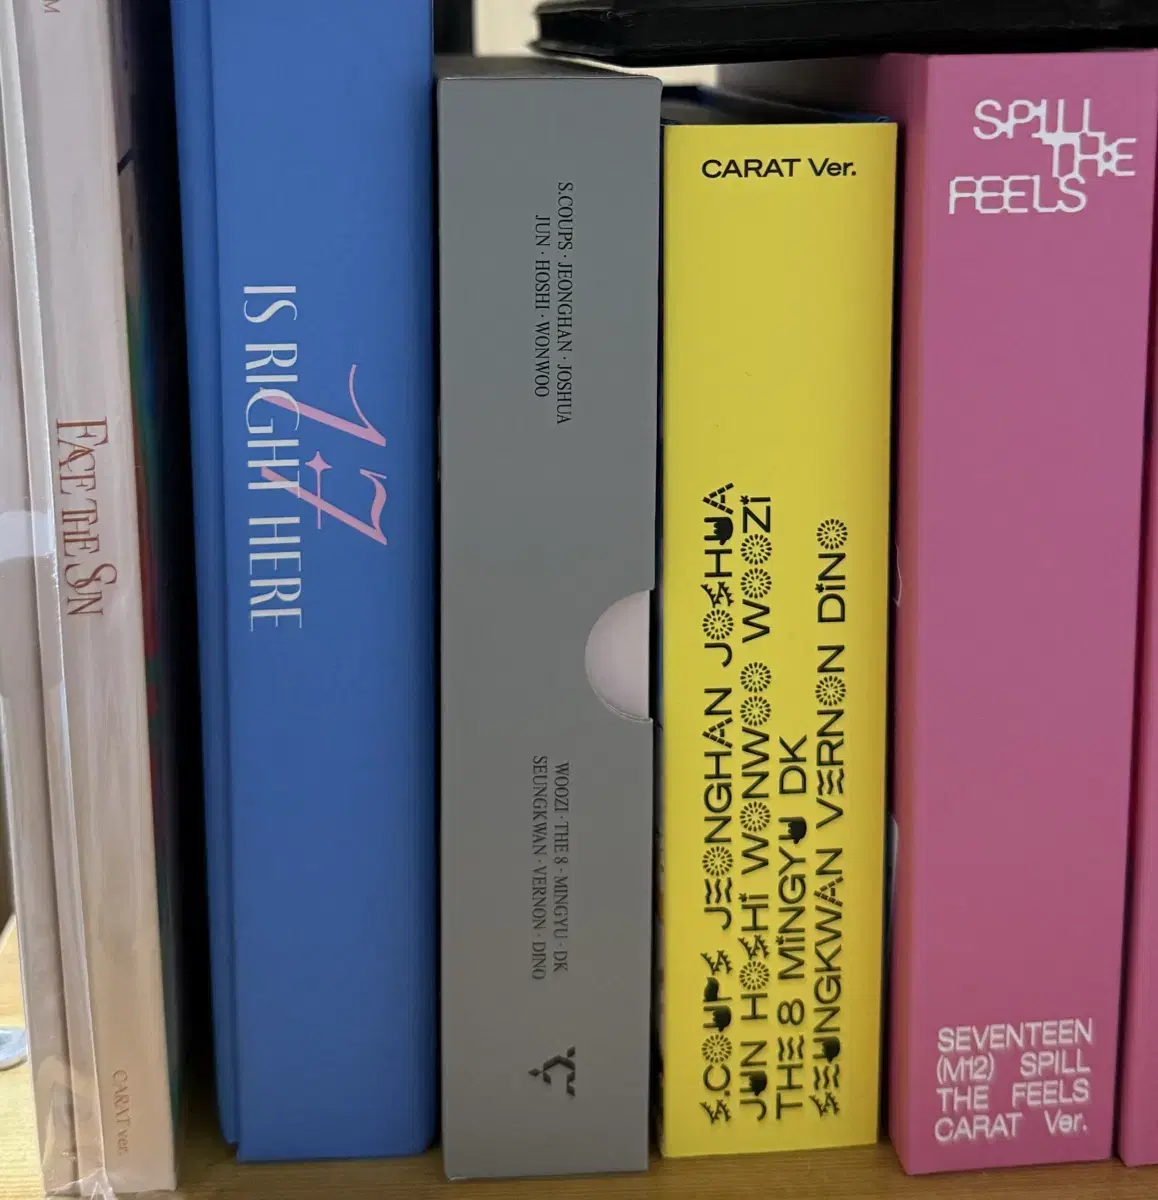 M
FACE THE SUN
CARAT ver.
17
IS RIGHT HERE
S.COUPS · JEONGHAN · JOSHUA
JUN · HOSHI · WONWOO
WOOZI · THE 8 · MINGYU · DK
SEUNGKWAN · VERNON · DINO
CARAT Ver.
S.COUPS JEONGHAN JOSHUA
JUN HOSHI WONWOO WOOZI
THE 8 MINGYU DK
SEUNGKWAN VERNON DINO
SPILL
THE
FEELS
SEVENTEEN
(M12) SPILL
THE FEELS
CARAT Ver.